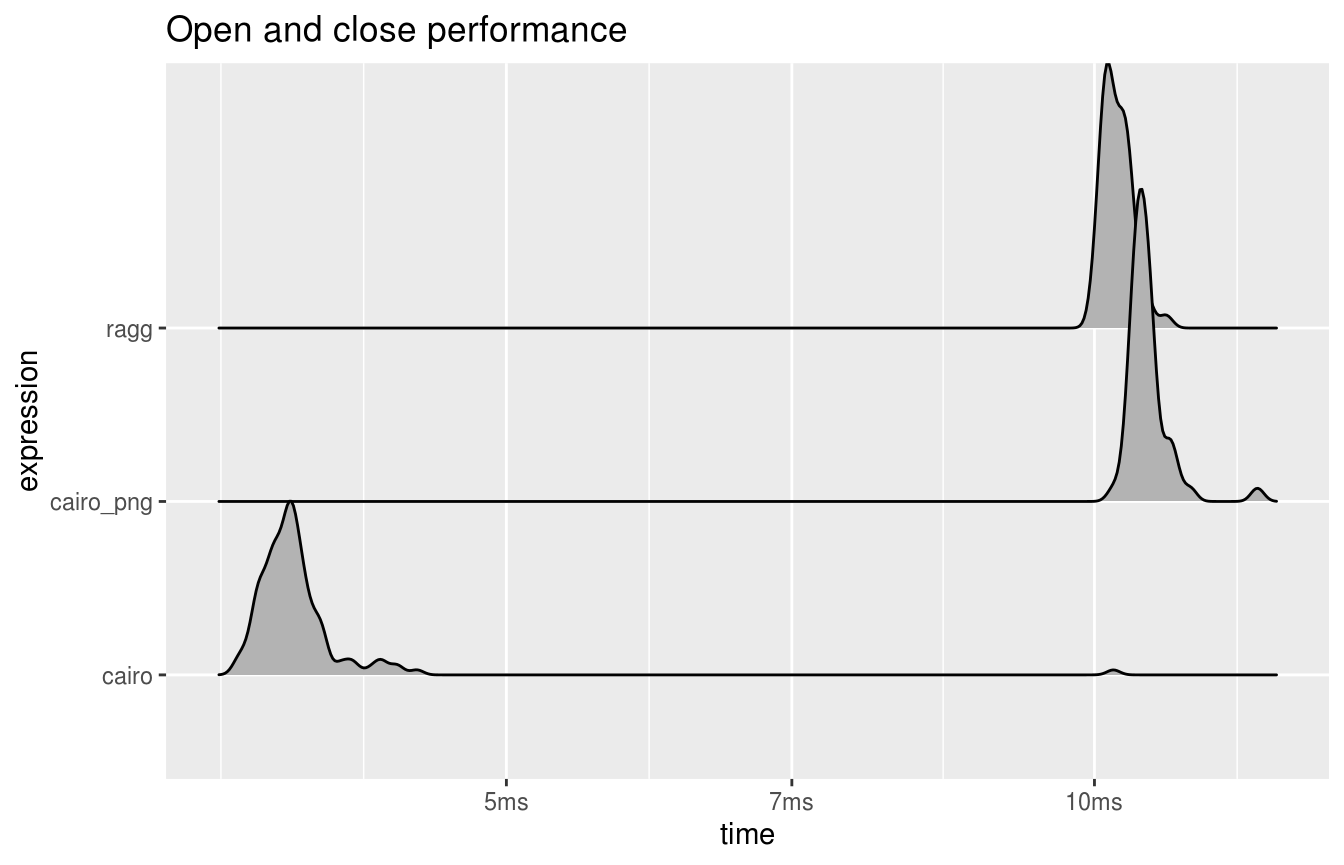 Open and close performance
ragg
cairo_png
cairo
expression
5ms
7ms
10ms
time